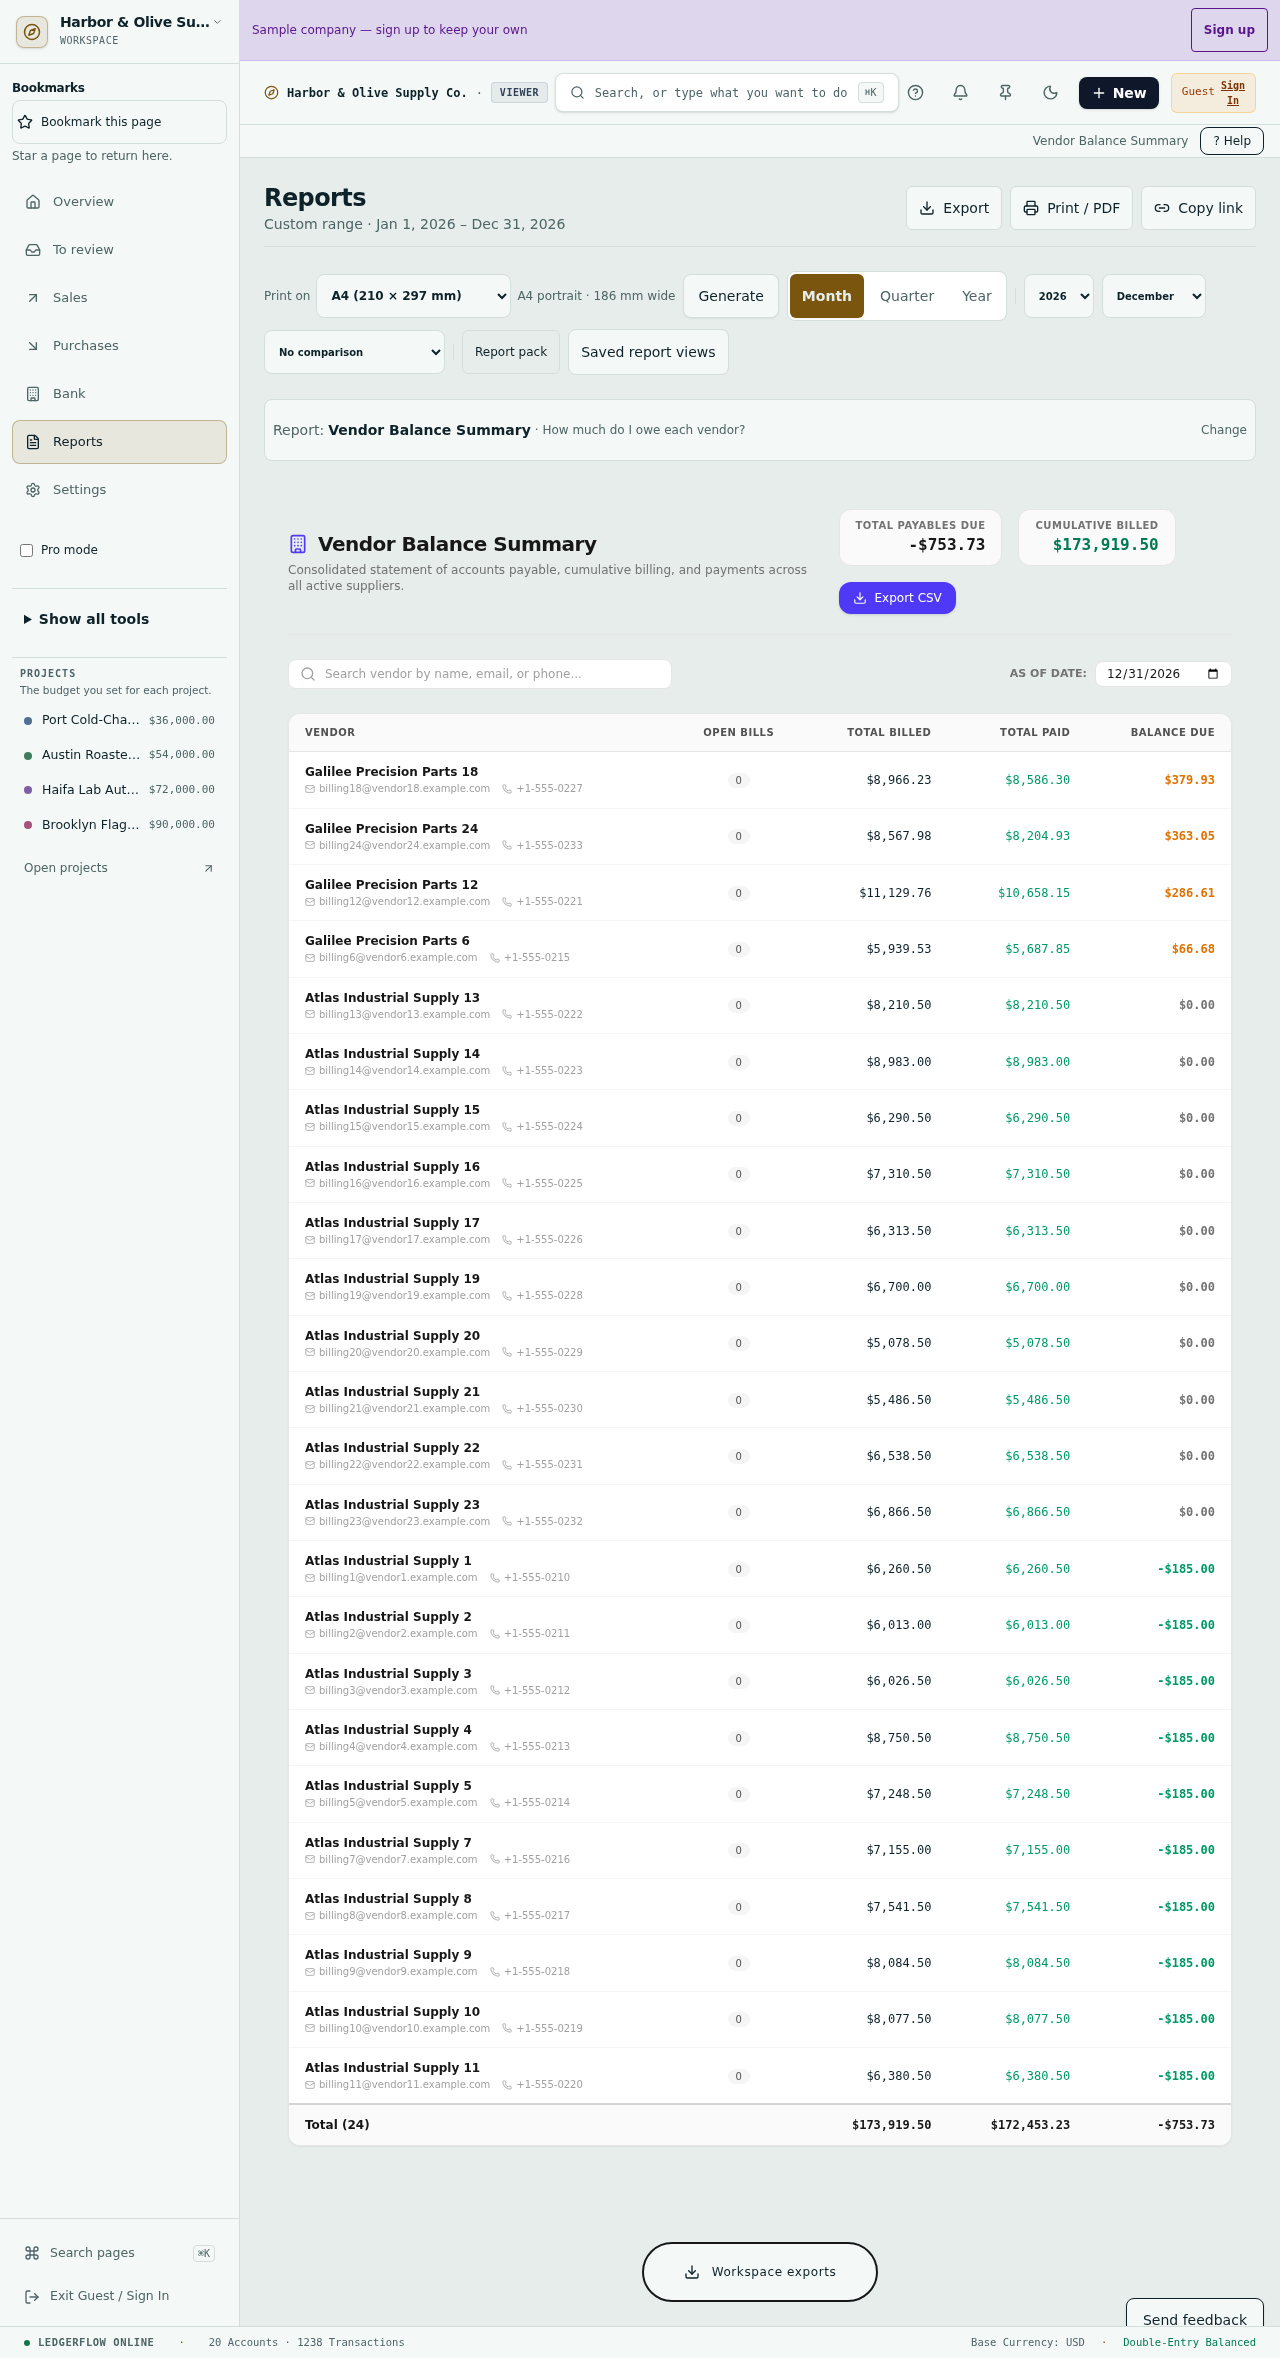 Harbor & Olive Su...
WORKSPACE
Bookmarks
Bookmark this page
Star a page to return here.
Overview
To review
Sales
Purchases
Bank
Reports
Settings
Pro mode
Show all tools
PROJECTS
The budget you set for each project.
Port Cold-Cha... $36,000.00
Austin Roaste... $54,000.00
Haifa Lab Aut... $72,000.00
Brooklyn Flag... $90,000.00
Open projects
Search pages ⌘K
Exit Guest / Sign In
Sample company — sign up to keep your own
Sign up
Harbor & Olive Supply Co. · VIEWER
Search, or type what you want to do ⌘K
New
Guest Sign In
Vendor Balance Summary
? Help
Reports
Custom range · Jan 1, 2026 – Dec 31, 2026
Export
Print / PDF
Copy link
Print on A4 (210 × 297 mm) A4 portrait · 186 mm wide Generate Month Quarter Year 2026 December
No comparison Report pack Saved report views
Report: Vendor Balance Summary · How much do I owe each vendor? Change
Vendor Balance Summary
Consolidated statement of accounts payable, cumulative billing, and payments across
all active suppliers.
TOTAL PAYABLES DUE
-$753.73
CUMULATIVE BILLED
$173,919.50
Export CSV
Search vendor by name, email, or phone...
AS OF DATE: 12/31/2026
VENDOR OPEN BILLS TOTAL BILLED TOTAL PAID BALANCE DUE
Galilee Precision Parts 18
billing18@vendor18.example.com +1-555-0227 0 $8,966.23 $8,586.30 $379.93
Galilee Precision Parts 24
billing24@vendor24.example.com +1-555-0233 0 $8,567.98 $8,204.93 $363.05
Galilee Precision Parts 12
billing12@vendor12.example.com +1-555-0221 0 $11,129.76 $10,658.15 $286.61
Galilee Precision Parts 6
billing6@vendor6.example.com +1-555-0215 0 $5,939.53 $5,687.85 $66.68
Atlas Industrial Supply 13
billing13@vendor13.example.com +1-555-0222 0 $8,210.50 $8,210.50 $0.00
Atlas Industrial Supply 14
billing14@vendor14.example.com +1-555-0223 0 $8,983.00 $8,983.00 $0.00
Atlas Industrial Supply 15
billing15@vendor15.example.com +1-555-0224 0 $6,290.50 $6,290.50 $0.00
Atlas Industrial Supply 16
billing16@vendor16.example.com +1-555-0225 0 $7,310.50 $7,310.50 $0.00
Atlas Industrial Supply 17
billing17@vendor17.example.com +1-555-0226 0 $6,313.50 $6,313.50 $0.00
Atlas Industrial Supply 19
billing19@vendor19.example.com +1-555-0228 0 $6,700.00 $6,700.00 $0.00
Atlas Industrial Supply 20
billing20@vendor20.example.com +1-555-0229 0 $5,078.50 $5,078.50 $0.00
Atlas Industrial Supply 21
billing21@vendor21.example.com +1-555-0230 0 $5,486.50 $5,486.50 $0.00
Atlas Industrial Supply 22
billing22@vendor22.example.com +1-555-0231 0 $6,538.50 $6,538.50 $0.00
Atlas Industrial Supply 23
billing23@vendor23.example.com +1-555-0232 0 $6,866.50 $6,866.50 $0.00
Atlas Industrial Supply 1
billing1@vendor1.example.com +1-555-0210 0 $6,260.50 $6,260.50 -$185.00
Atlas Industrial Supply 2
billing2@vendor2.example.com +1-555-0211 0 $6,013.00 $6,013.00 -$185.00
Atlas Industrial Supply 3
billing3@vendor3.example.com +1-555-0212 0 $6,026.50 $6,026.50 -$185.00
Atlas Industrial Supply 4
billing4@vendor4.example.com +1-555-0213 0 $8,750.50 $8,750.50 -$185.00
Atlas Industrial Supply 5
billing5@vendor5.example.com +1-555-0214 0 $7,248.50 $7,248.50 -$185.00
Atlas Industrial Supply 7
billing7@vendor7.example.com +1-555-0216 0 $7,155.00 $7,155.00 -$185.00
Atlas Industrial Supply 8
billing8@vendor8.example.com +1-555-0217 0 $7,541.50 $7,541.50 -$185.00
Atlas Industrial Supply 9
billing9@vendor9.example.com +1-555-0218 0 $8,084.50 $8,084.50 -$185.00
Atlas Industrial Supply 10
billing10@vendor10.example.com +1-555-0219 0 $8,077.50 $8,077.50 -$185.00
Atlas Industrial Supply 11
billing11@vendor11.example.com +1-555-0220 0 $6,380.50 $6,380.50 -$185.00
Total (24) $173,919.50 $172,453.23 -$753.73
Workspace exports
Send feedback
LEDGERFLOW ONLINE · 20 Accounts · 1238 Transactions
Base Currency: USD · Double-Entry Balanced